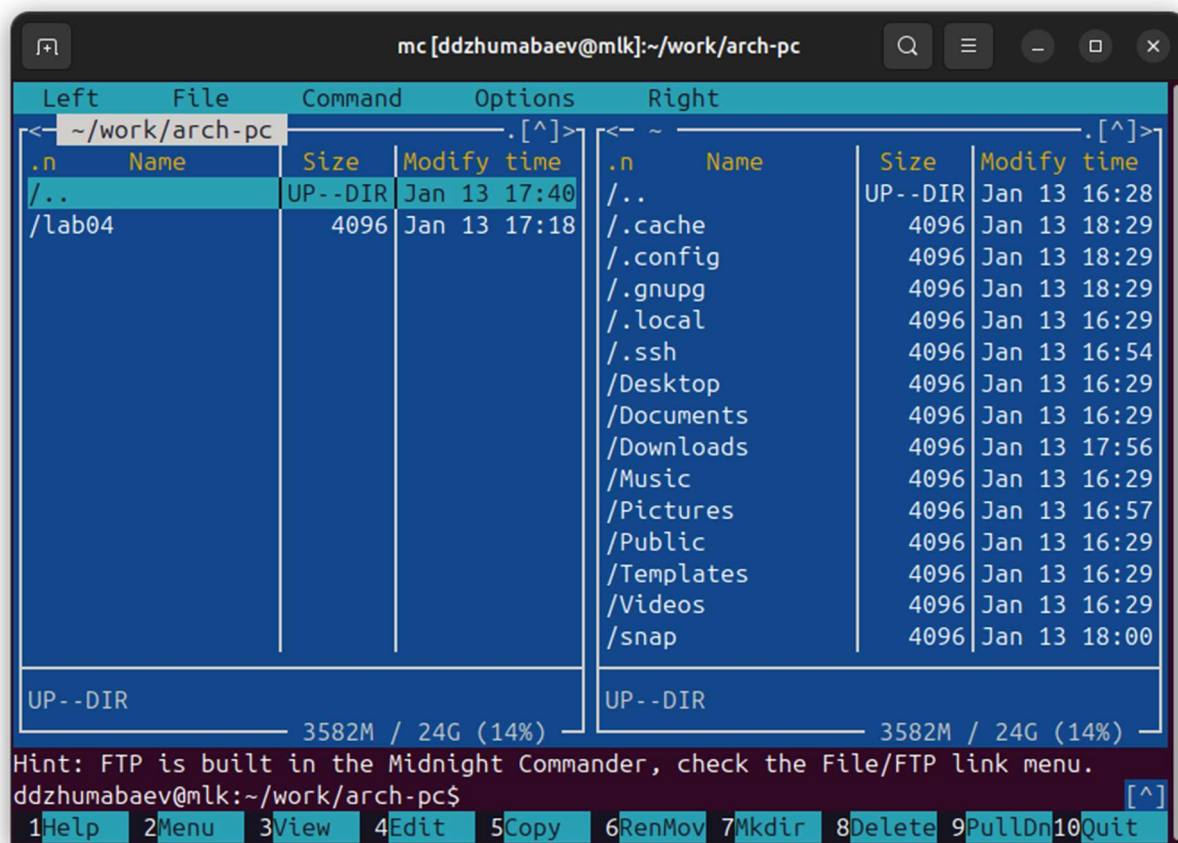 mc [ddzhumabaev@mlk]:~/work/arch-pc
Left File Command Options Right
<─ ~/work/arch-pc .[^]>
.n Name Size Modify time
/.. UP--DIR Jan 13 17:40
/lab04 4096 Jan 13 17:18
UP--DIR
3582M / 24G (14%)
<─ ~ .[^]>
.n Name Size Modify time
/.. UP--DIR Jan 13 16:28
/.cache 4096 Jan 13 18:29
/.config 4096 Jan 13 18:29
/.gnupg 4096 Jan 13 18:29
/.local 4096 Jan 13 16:29
/.ssh 4096 Jan 13 16:54
/Desktop 4096 Jan 13 16:29
/Documents 4096 Jan 13 16:29
/Downloads 4096 Jan 13 17:56
/Music 4096 Jan 13 16:29
/Pictures 4096 Jan 13 16:57
/Public 4096 Jan 13 16:29
/Templates 4096 Jan 13 16:29
/Videos 4096 Jan 13 16:29
/snap 4096 Jan 13 18:00
UP--DIR
3582M / 24G (14%)
Hint: FTP is built in the Midnight Commander, check the File/FTP link menu.
ddzhumabaev@mlk:~/work/arch-pc$ [^]
1Help 2Menu 3View 4Edit 5Copy 6RenMov 7Mkdir 8Delete 9PullDn 10Quit